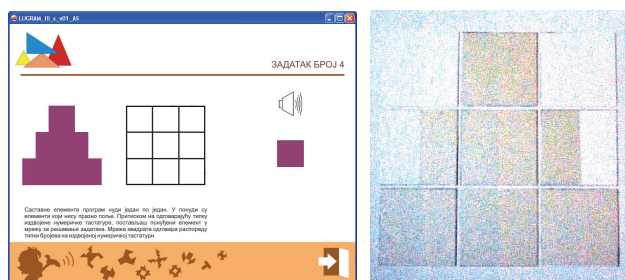 LUGRAM_III_s_v01_AS
ЗАДАТАК БРОЈ 4
Саставне елементе програм нуди један по један. У понуди су
елементи који нису празно поље. Притиском на одговарајућу типку
издвојене нумеричке тастатуре, постављаш понуђени елемент у
мрежу за решавање задатака. Мрежа квадрата одговара распореду
типки бројева на издвојеној нумеричкој тастатури.